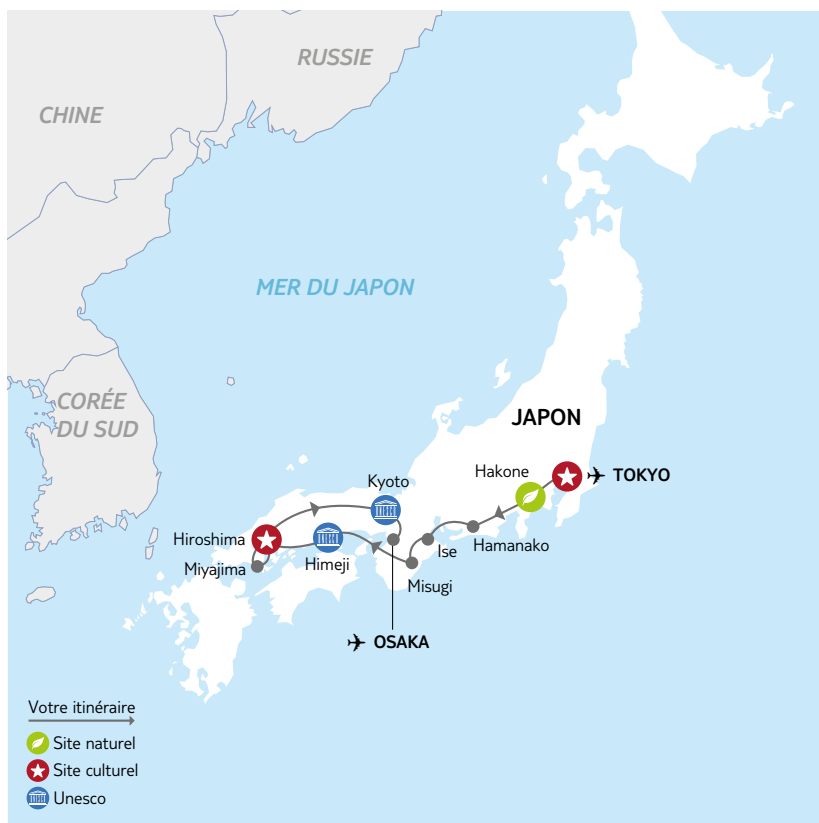 RUSSIE
CHINE
MER DU JAPON
CORÉE
DU SUD
JAPON
Hakone
TOKYO
Kyoto
Hiroshima
Ise
Hamanako
Himeji
Miyajima
Misugi
OSAKA
Votre itinéraire
Site naturel
Site culturel
Unesco